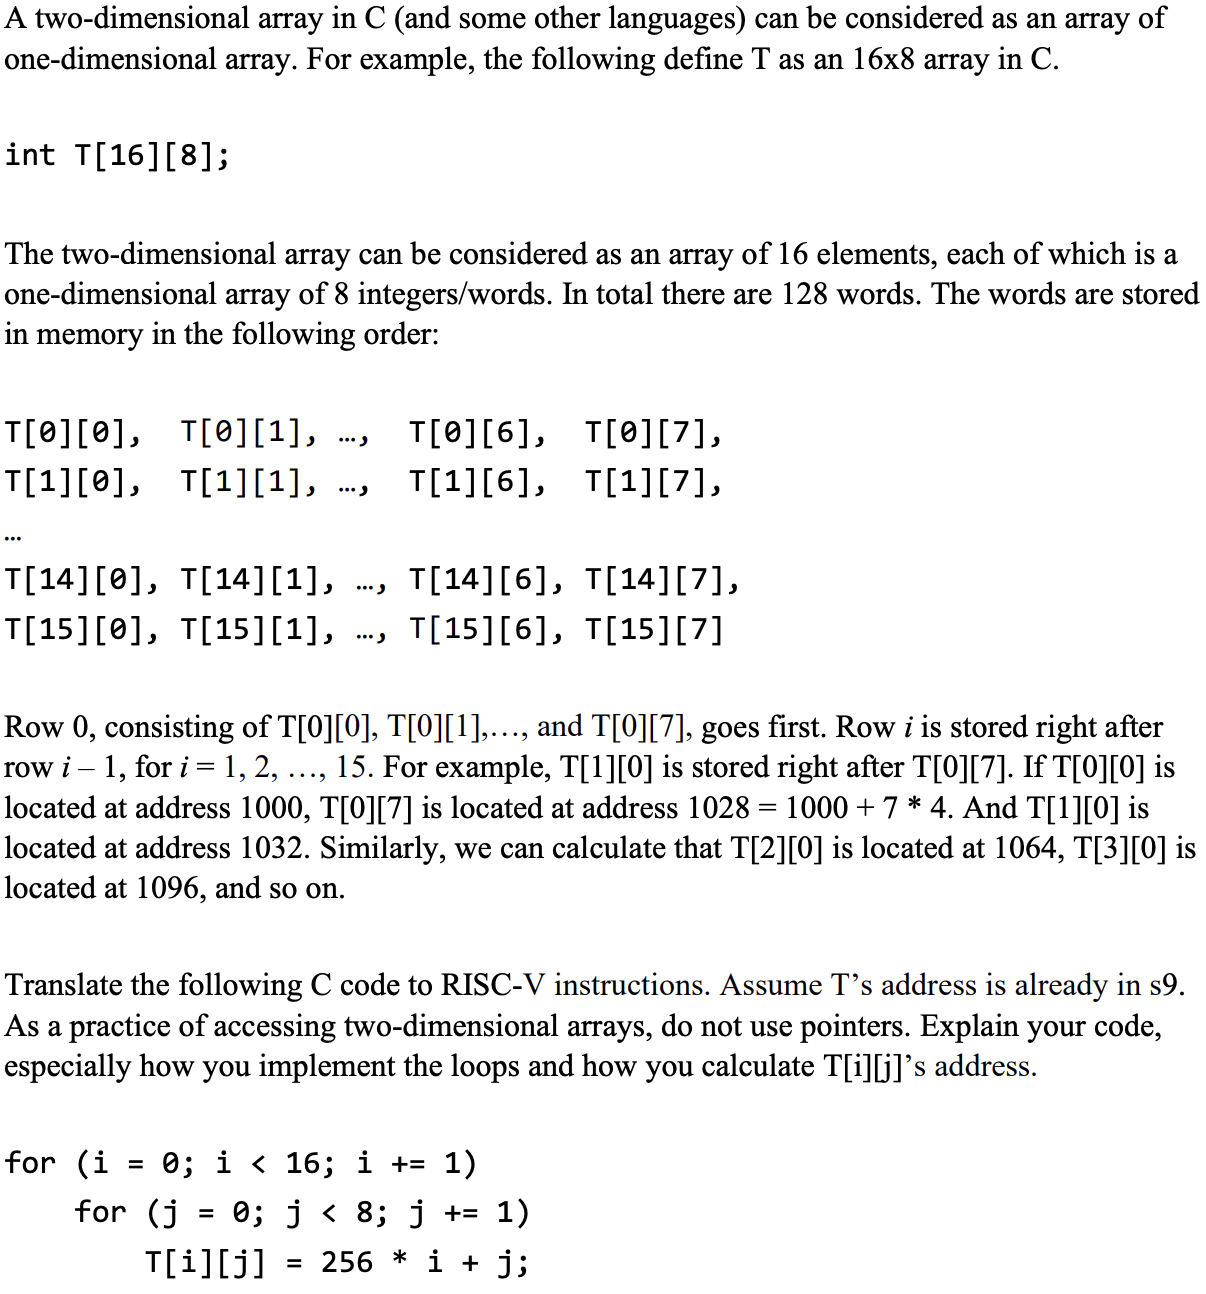 A two-dimensional array in C (and some other languages) can be considered as an array of
one-dimensional array. For example, the following define T as an 16x8 array in C.
int T[16][8];
The two-dimensional array can be considered as an array of 16 elements, each of which is a
one-dimensional array of 8 integers/words. In total there are 128 words. The words are stored
in memory in the following order:
T[0][0], T[0][1], …, T[0][6], T[0][7],
T[1][0], T[1][1], …, T[1][6], T[1][7],
…
T[14][0], T[14][1], …, T[14][6], T[14][7],
T[15][0], T[15][1], …, T[15][6], T[15][7]
Row 0, consisting of T[0][0], T[0][1],…, and T[0][7], goes first. Row i is stored right after
row i – 1, for i = 1, 2, …, 15. For example, T[1][0] is stored right after T[0][7]. If T[0][0] is
located at address 1000, T[0][7] is located at address 1028 = 1000 + 7 * 4. And T[1][0] is
located at address 1032. Similarly, we can calculate that T[2][0] is located at 1064, T[3][0] is
located at 1096, and so on.
Translate the following C code to RISC-V instructions. Assume T’s address is already in s9.
As a practice of accessing two-dimensional arrays, do not use pointers. Explain your code,
especially how you implement the loops and how you calculate T[i][j]’s address.
for (i = 0; i < 16; i += 1)
for (j = 0; j < 8; j += 1)
T[i][j] = 256 * i + j;